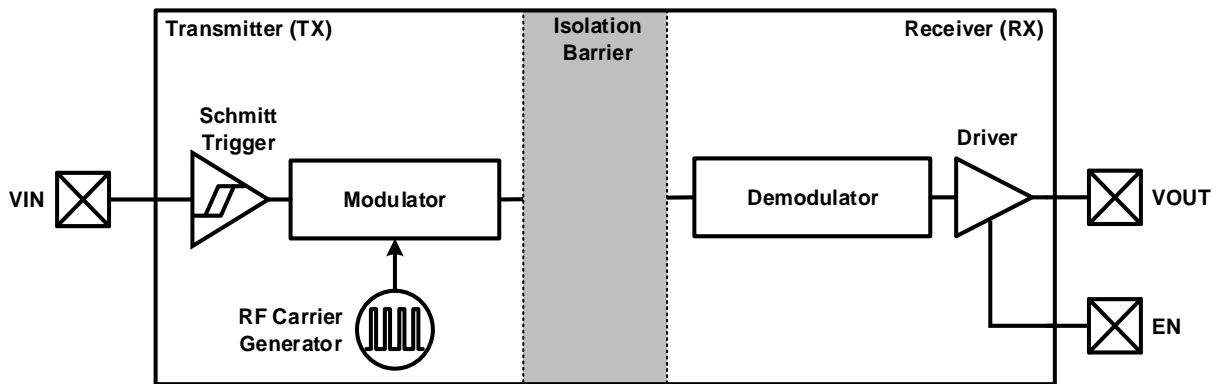 Transmitter (TX)
Isolation
Barrier
Receiver (RX)
Schmitt
Trigger
Driver
VIN
Modulator
Demodulator
VOUT
RF Carrier
Generator
EN